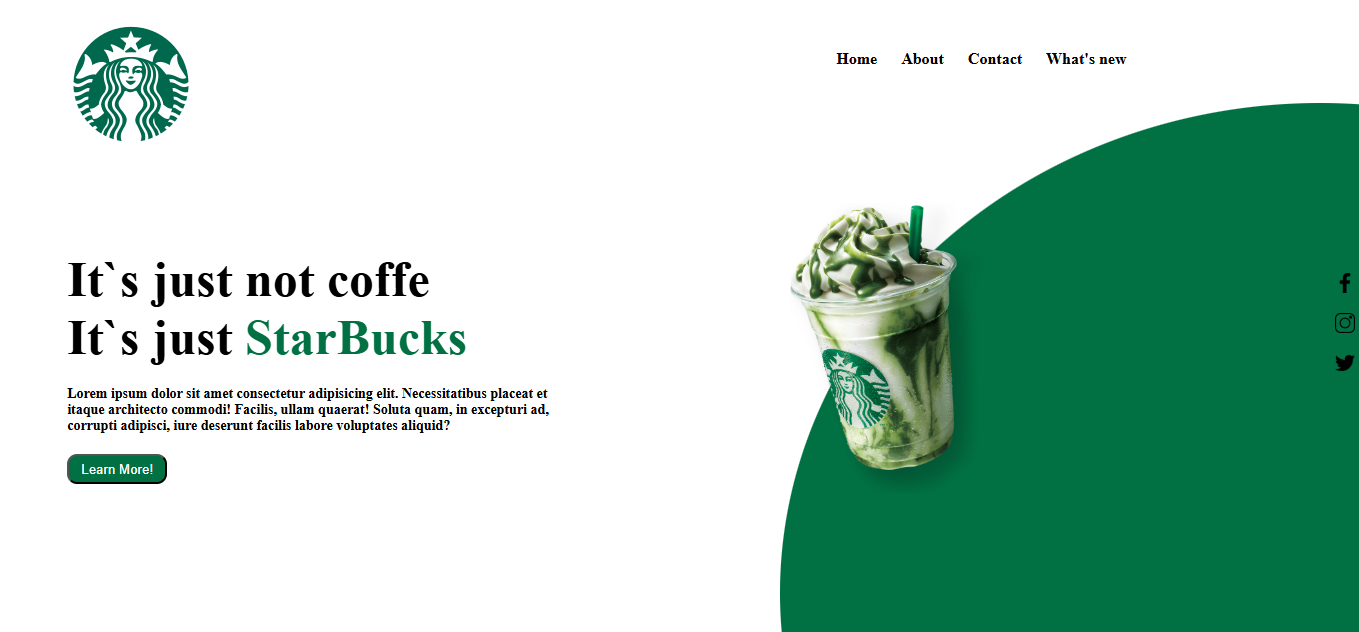 Home About Contact What's new
It`s just not coffe
It`s just StarBucks
Lorem ipsum dolor sit amet consectetur adipisicing elit. Necessitatibus placeat et
itaque architecto commodi! Facilis, ullam quaerat! Soluta quam, in excepturi ad,
corrupti adipisci, iure deserunt facilis labore voluptates aliquid?
Learn More!